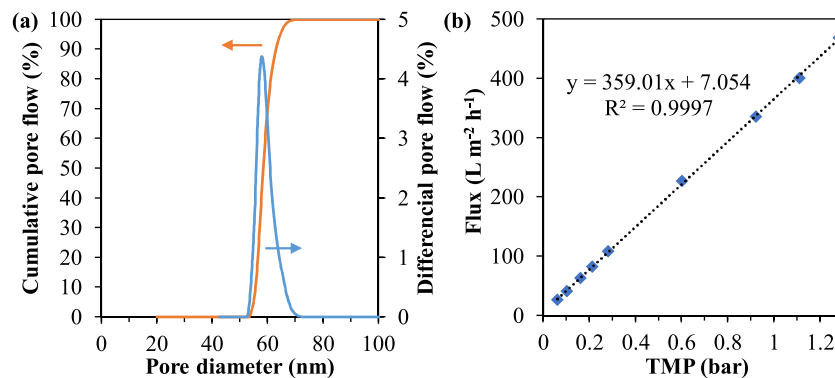 (a)
Cumulative pore flow (%)
100
90
80
70
60
50
40
30
20
10
0
0 20 40 60 80 100
Pore diameter (nm)
5
4
3
2
1
0
Differencial pore flow (%)
(b)
Flux (L m⁻² h⁻¹)
500
400
300
200
100
0
y = 359.01x + 7.054
R² = 0.9997
0 0.2 0.4 0.6 0.8 1 1.2
TMP (bar)